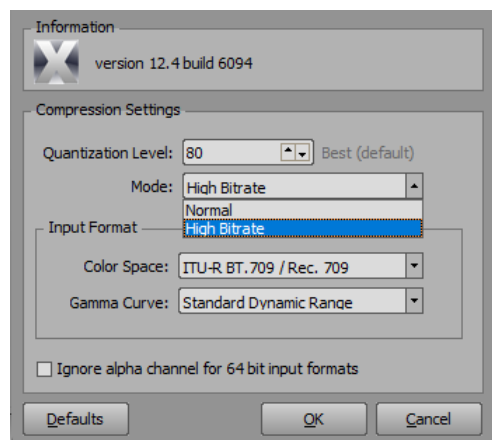 Information
version 12.4 build 6094
Compression Settings
Quantization Level: 80 Best (default)
Mode: High Bitrate
Normal
High Bitrate
Input Format
Color Space: ITU-R BT.709 / Rec. 709
Gamma Curve: Standard Dynamic Range
Ignore alpha channel for 64 bit input formats
Defaults OK Cancel